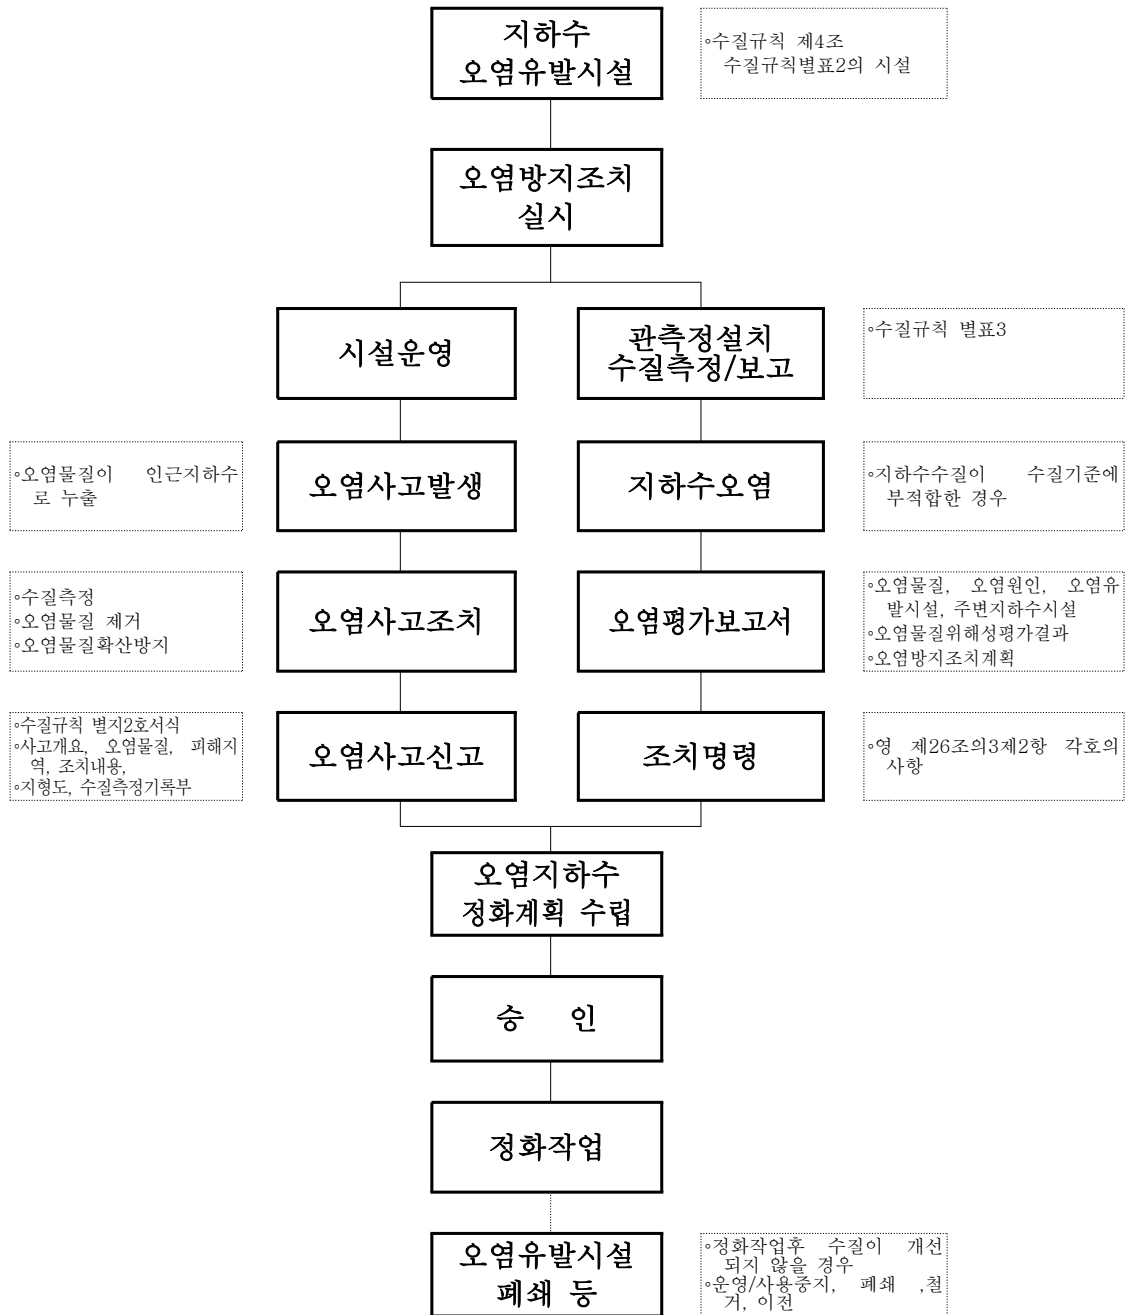 지하수
오염유발시설
◦수질규칙 제4조
수질규칙별표2의 시설
오염방지조치
실시
시설운영
관측정설치
수질측정/보고
◦수질규칙 별표3
◦오염물질이 인근지하수
로 누출
오염사고발생
지하수오염
◦지하수수질이 수질기준에
부적합한 경우
◦수질측정
◦오염물질 제거
◦오염물질확산방지
오염사고조치
오염평가보고서
◦오염물질, 오염원인, 오염유
발시설, 주변지하수시설
◦오염물질위해성평가결과
◦오염방지조치계획
◦수질규칙 별지2호서식
◦사고개요, 오염물질, 피해지
역, 조치내용,
◦지형도, 수질측정기록부
오염사고신고
조치명령
◦영 제26조의3제2항 각호의
사항
오염지하수
정화계획 수립
승 인
정화작업
오염유발시설
폐쇄 등
◦정화작업후 수질이 개선
되지 않을 경우
◦운영/사용중지, 폐쇄 ,철
거, 이전